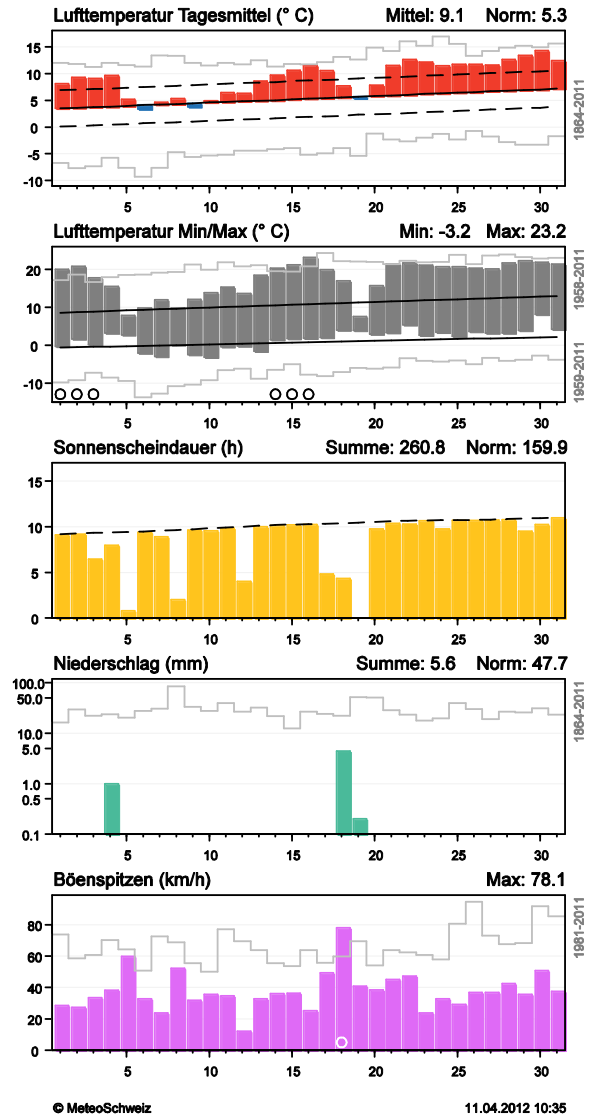 Lufttemperatur Tagesmittel (° C) Mittel: 9.1 Norm: 5.3
15
10
5
0
-5
-10
1864-2011
5 10 15 20 25 30
Lufttemperatur Min/Max (° C) Min: -3.2 Max: 23.2
20
10
0
-10
1958-2011
1959-2011
5 10 15 20 25 30
Sonnenscheindauer (h) Summe: 260.8 Norm: 159.9
15
10
5
0
5 10 15 20 25 30
Niederschlag (mm) Summe: 5.6 Norm: 47.7
100.0
50.0
10.0
5.0
1.0
0.5
0.1
1864-2011
5 10 15 20 25 30
Böenspitzen (km/h) Max: 78.1
80
60
40
20
0
1981-2011
5 10 15 20 25 30
© MeteoSchweiz 11.04.2012 10:35